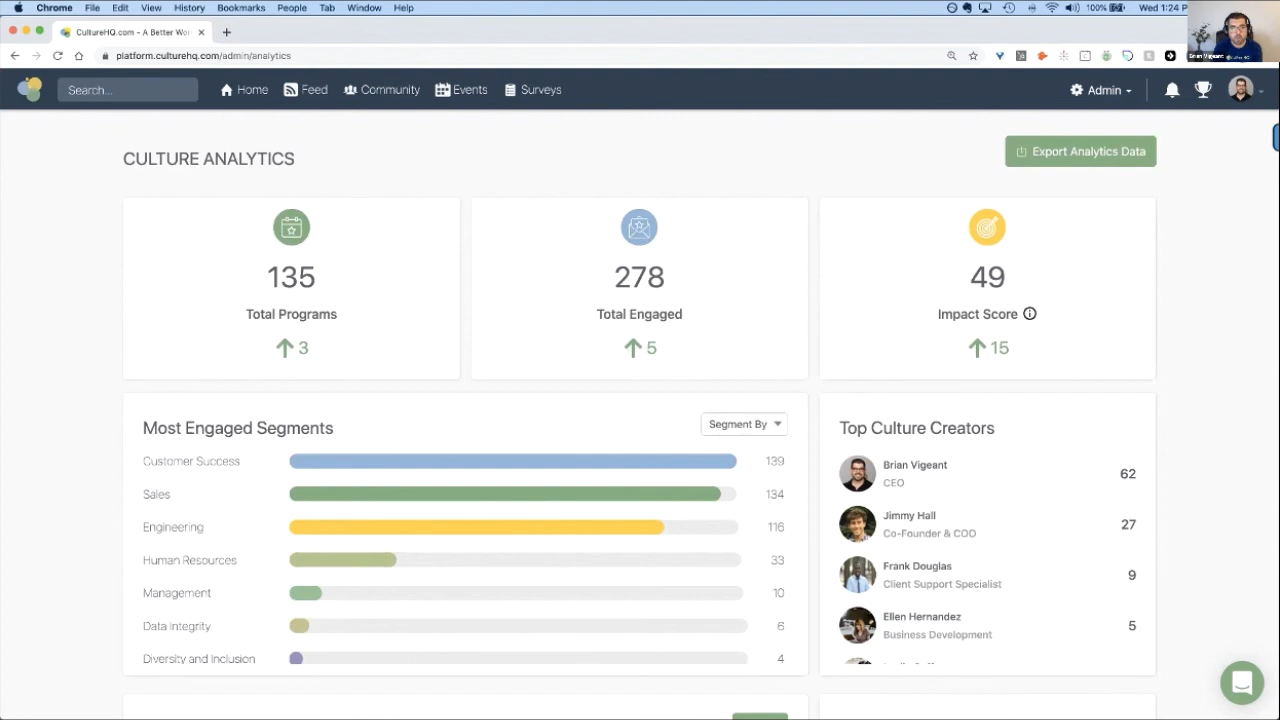 Chrome File Edit View History Bookmarks People Tab Window Help 100% Wed 1:24 P
CultureHQ.com - A Better Wor
platform.culturehq.com/admin/analytics
Search... Home Feed Community Events Surveys Admin
Brian Vigeant
CULTURE ANALYTICS
Export Analytics Data
135
Total Programs
3
278
Total Engaged
5
49
Impact Score
15
Most Engaged Segments
Segment By
Customer Success 139
Sales 134
Engineering 116
Human Resources 33
Management 10
Data Integrity 6
Diversity and Inclusion 4
Top Culture Creators
Brian Vigeant
CEO
62
Jimmy Hall
Co-Founder & COO
27
Frank Douglas
Client Support Specialist
9
Ellen Hernandez
Business Development
5